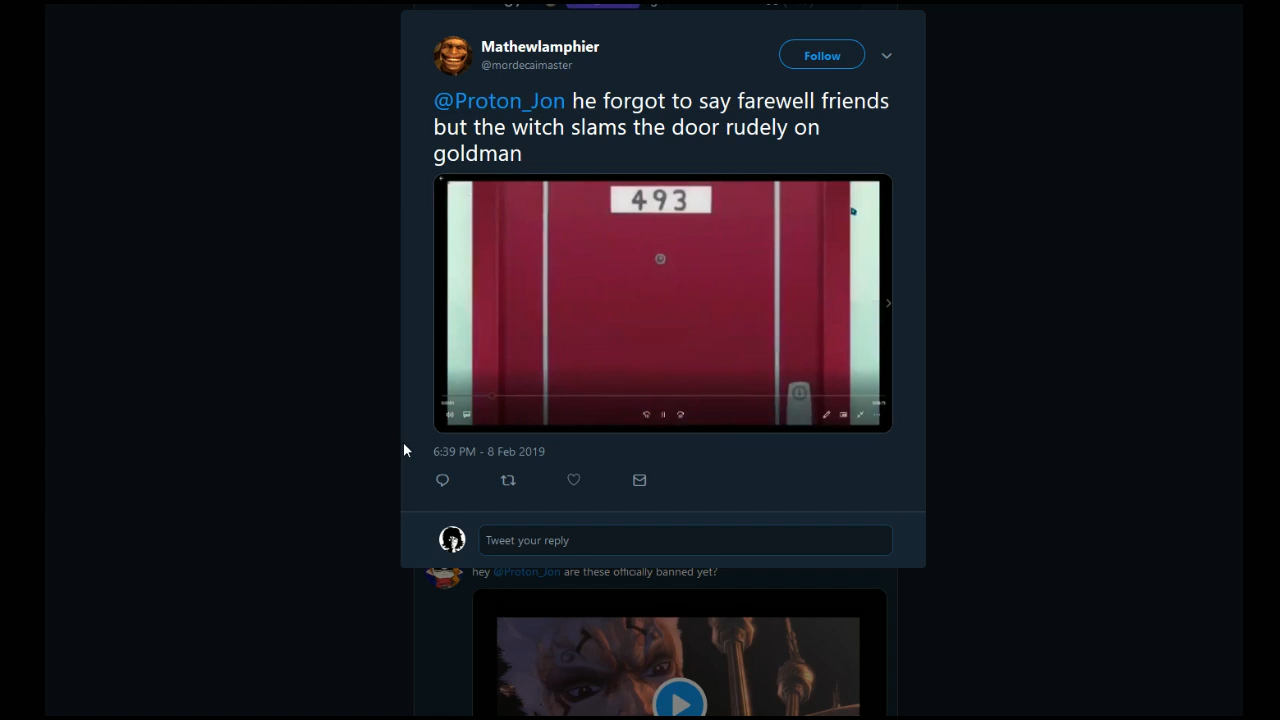 Mathewlamphier
@mordecaimaster
Follow
@Proton_Jon he forgot to say farewell friends
but the witch slams the door rudely on
goldman
493
6:39 PM - 8 Feb 2019
Tweet your reply
hey @Proton_Jon are these officially banned yet?